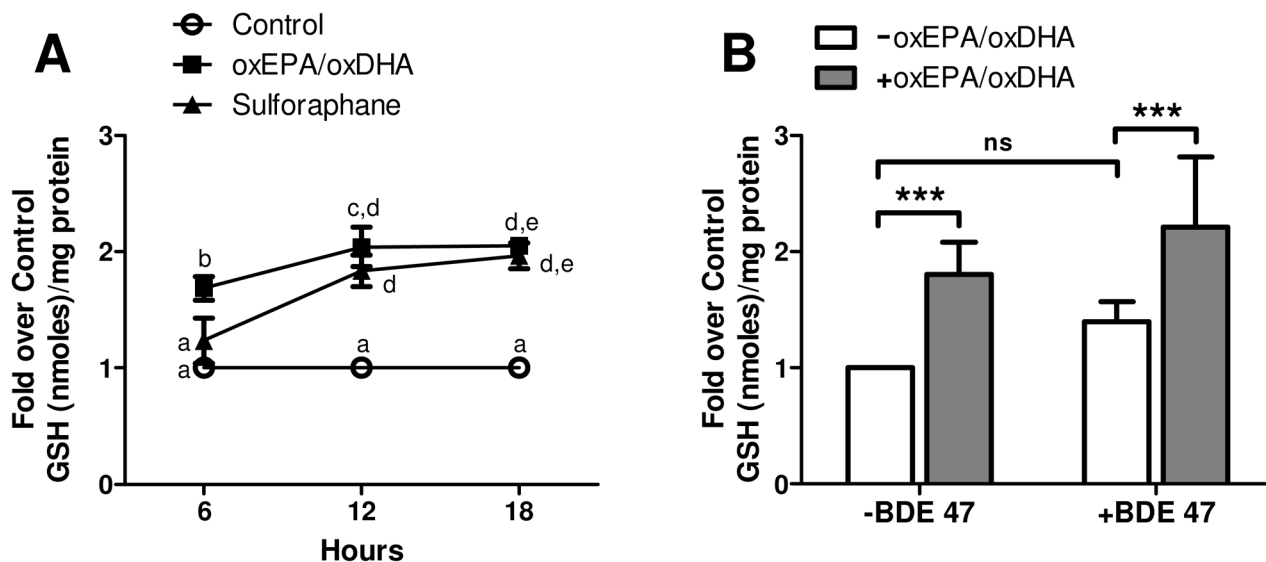 A
Control
oxEPA/oxDHA
Sulforaphane
Fold over Control
GSH (nmoles)/mg protein
3
2
1
0
b
c,d
d,e
a
d
d,e
a
a
a
6
12
18
Hours
B
-oxEPA/oxDHA
+oxEPA/oxDHA
Fold over Control
GSH (nmoles)/mg protein
3
2
1
0
ns
***
***
-BDE 47
+BDE 47